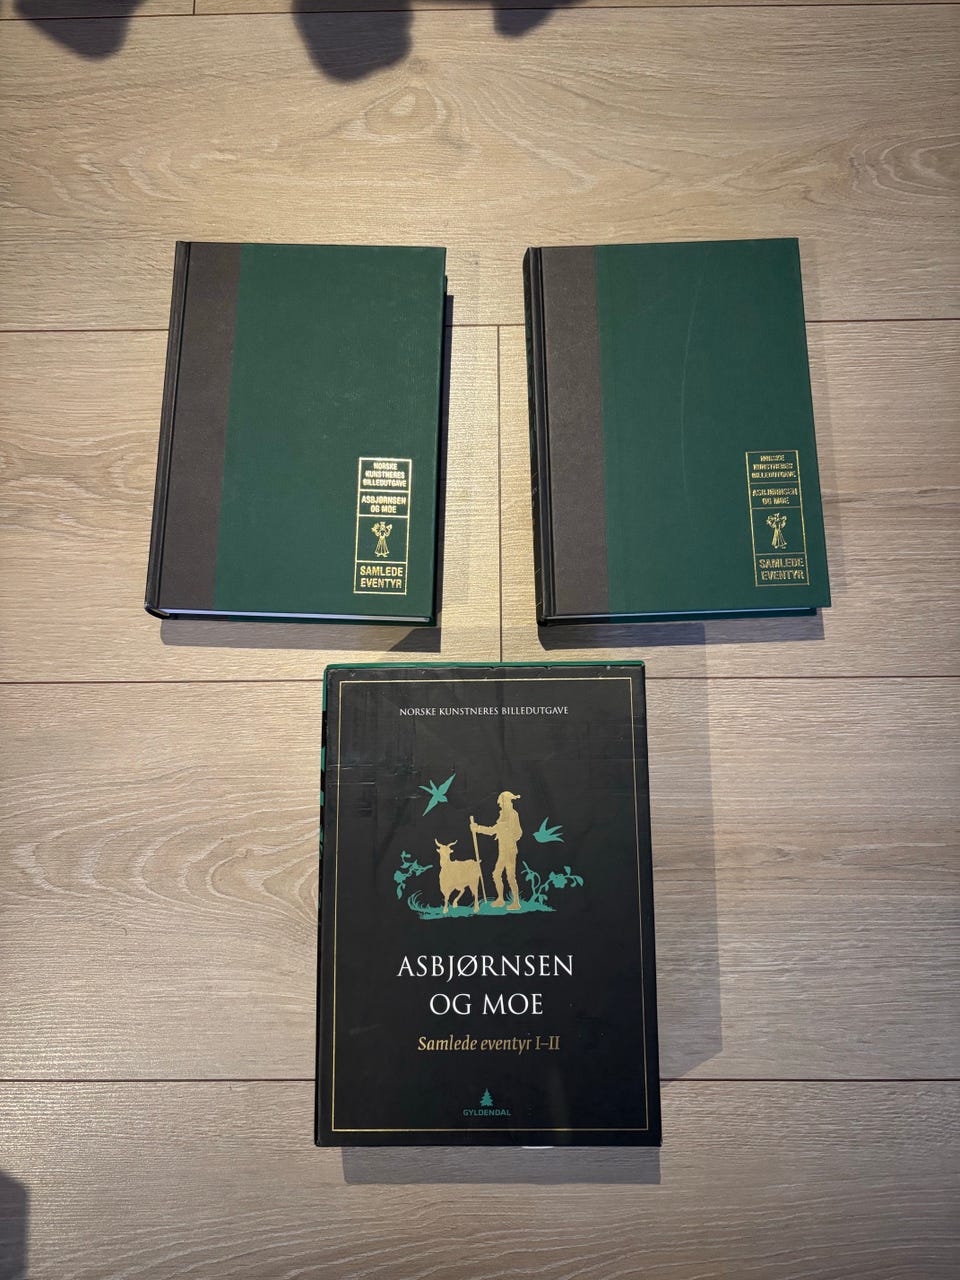 NORSKE
KUNSTNERES
BILLEDUTGAVE
ASBJØRNSEN
OG MOE
SAMLEDE
EVENTYR
NORSKE
KUNSTNERES
BILLEDUTGAVE
ASBJØRNSEN
OG MOE
SAMLEDE
EVENTYR
NORSKE KUNSTNERES BILLEDUTGAVE
ASBJØRNSEN
OG MOE
Samlede eventyr I–II
GYLDENDAL